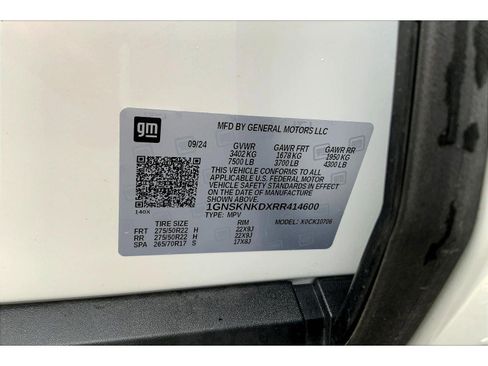 gm
MFD BY GENERAL MOTORS LLC
09/24 GVWR GAWR FRT GAWR RR
3402 KG 1678 KG 1950 KG
7500 LB 3700 LB 4300 LB
THIS VEHICLE CONFORMS TO ALL
APPLICABLE U.S. FEDERAL MOTOR
VEHICLE SAFETY STANDARDS IN EFFECT
ON THE DATE OF MANUFACTURE
SHOWN ABOVE.
1GNSKNKDXRR414600
140X TYPE: MPV MODEL: X0CK10706
TIRE SIZE RIM
FRT 275/50R22 H 22X9J
RR 275/50R22 H 22X9J
SPA 265/70R17 S 17X8J